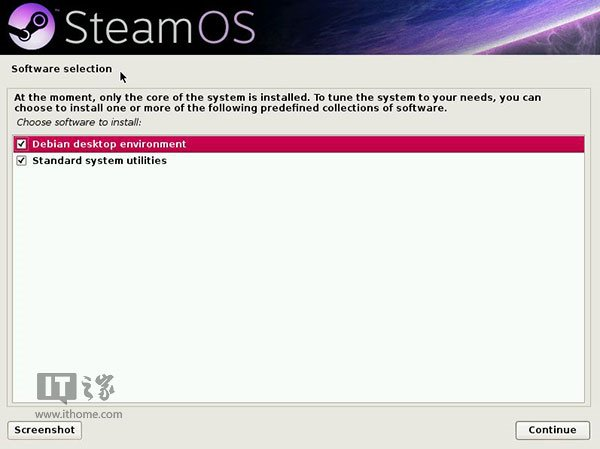 SteamOS
Software selection
At the moment, only the core of the system is installed. To tune the system to your needs, you can
choose to install one or more of the following predefined collections of software.
Choose software to install:
Debian desktop environment
Standard system utilities
IT之家
www.ithome.com
Screenshot
Continue